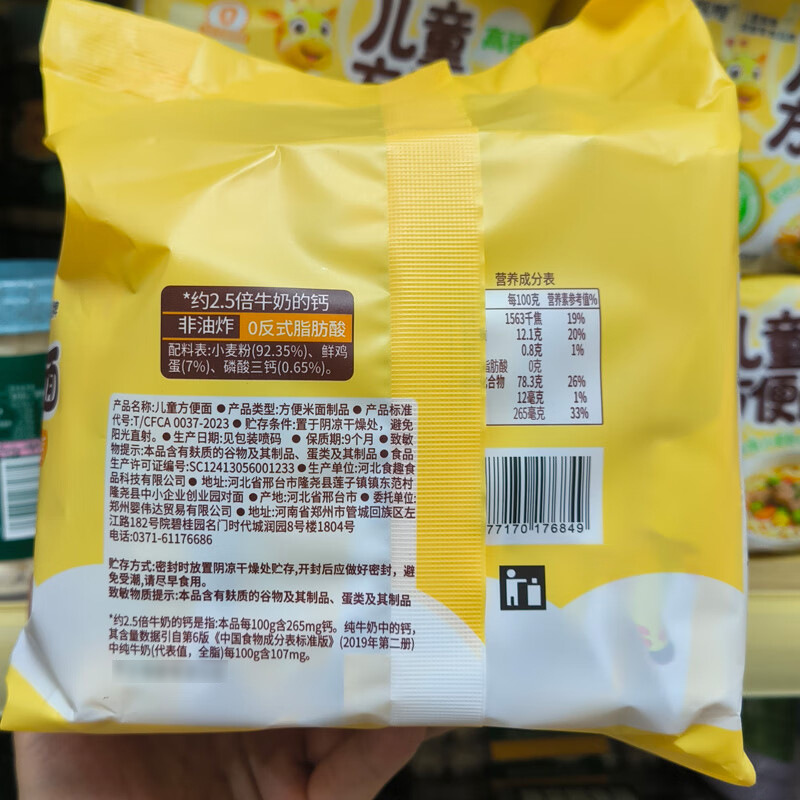 儿童
高钙
*约2.5倍牛奶的钙
非油炸 0反式脂肪酸
配料表:小麦粉(92.35%)、鲜鸡
蛋(7%)、磷酸三钙(0.65%)。
产品名称:儿童方便面 ● 产品类型:方便米面制品 ● 产品标准
代号:T/CFCA 0037-2023 ● 贮存条件:置于阴凉干燥处，避免
阳光直射。 ● 生产日期:见包装喷码 ● 保质期:9个月 ● 致敏
物提示:本品含有麸质的谷物及其制品、蛋类及其制品 ● 食品
生产许可证编号:SC12413056001233 ● 生产单位:河北食趣食
品科技有限公司 ● 地址:河北省邢台市隆尧县莲子镇镇东范村
隆尧县中小企业创业园对面 ● 产地:河北省邢台市 ● 委托单位:
郑州婴伟达贸易有限公司 ● 地址:河南省郑州市管城回族区左
江路182号院碧桂园名门时代城润园8号楼1804号
电话:0371-61176686
贮存方式:密封时放置阴凉干燥处贮存,开封后应做好密封，避
免受潮,请尽早食用。
致敏物质提示:本品含有麸质的谷物及其制品、蛋类及其制品
*约2.5倍牛奶的钙是指:本品每100g含265mg钙。纯牛奶中的钙,
其含量数据引自第6版《中国食物成分表标准版》(2019年第二册)
中纯牛奶(代表值，全脂)每100g含107mg。
营养成分表
每100克 营养素参考值%
1563千焦 19%
12.1克 20%
0.8克 1%
脂肪酸 0克
合物 78.3克 26%
12毫克 1%
265毫克 33%
77170 176849
儿童
方便面